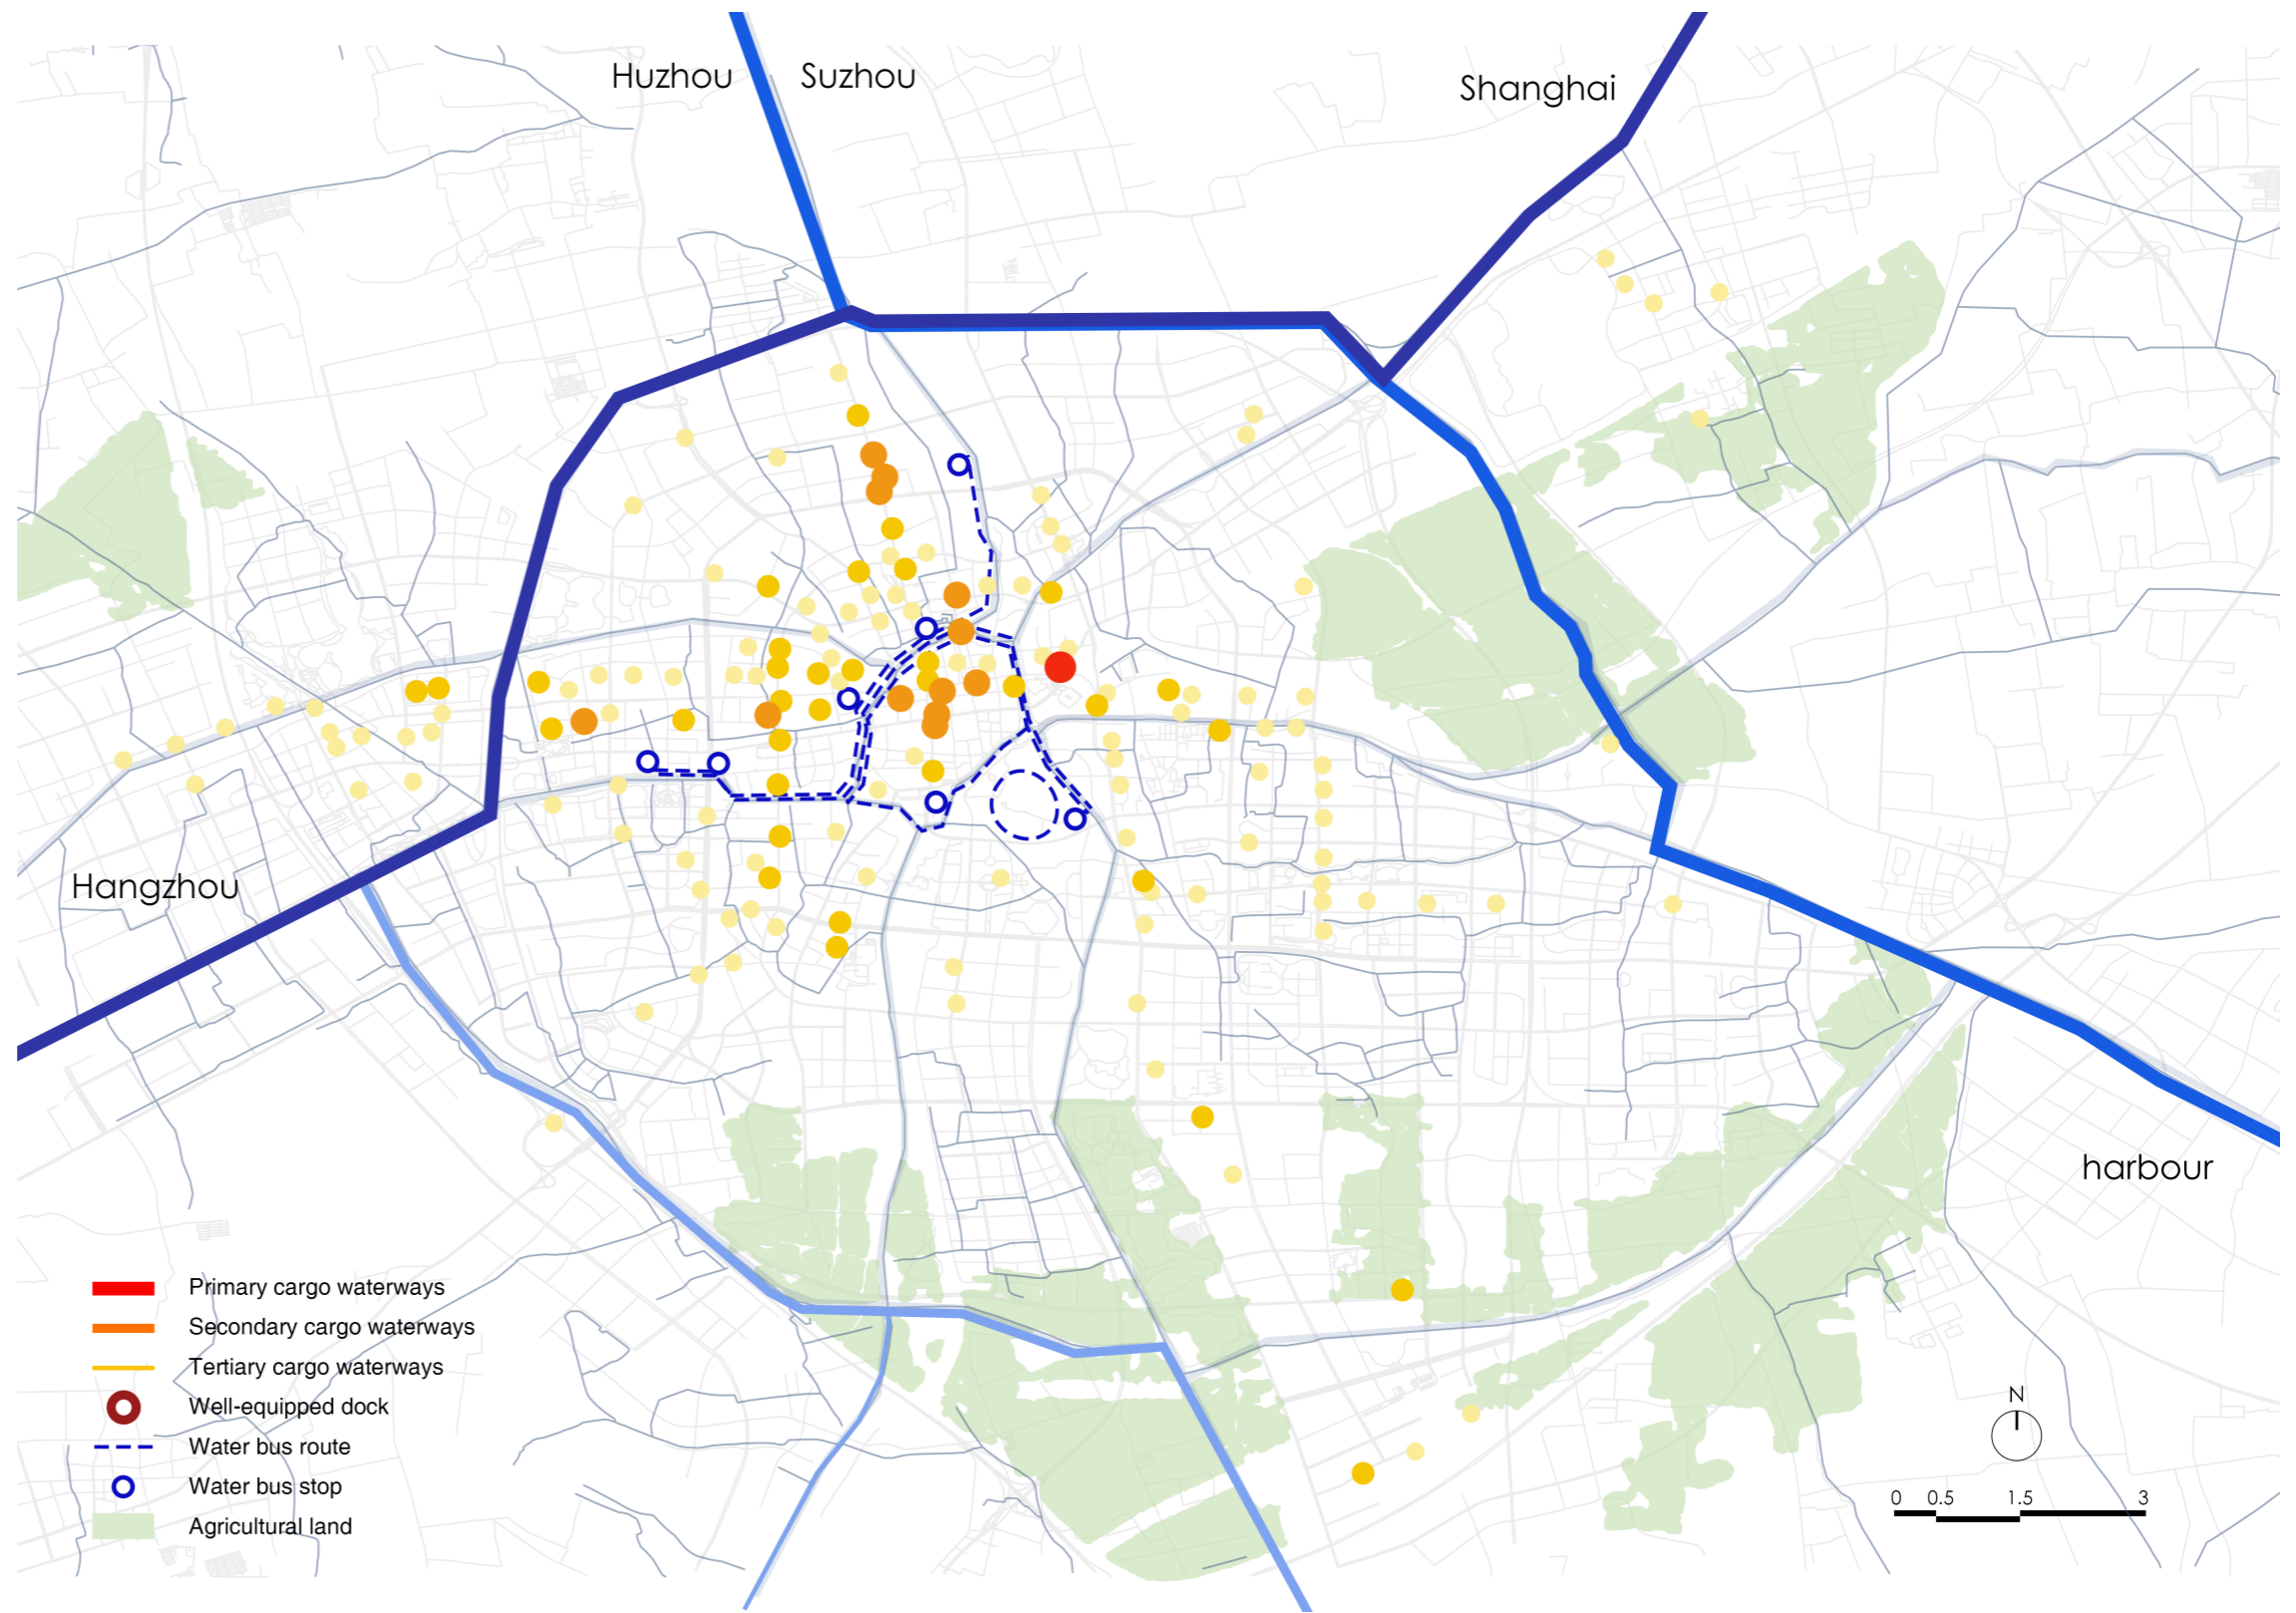 Huzhou
Suzhou
Shanghai
Hangzhou
harbour
Primary cargo waterways
Secondary cargo waterways
Tertiary cargo waterways
Well-equipped dock
Water bus route
Water bus stop
Agricultural land
N
0 0.5 1.5 3